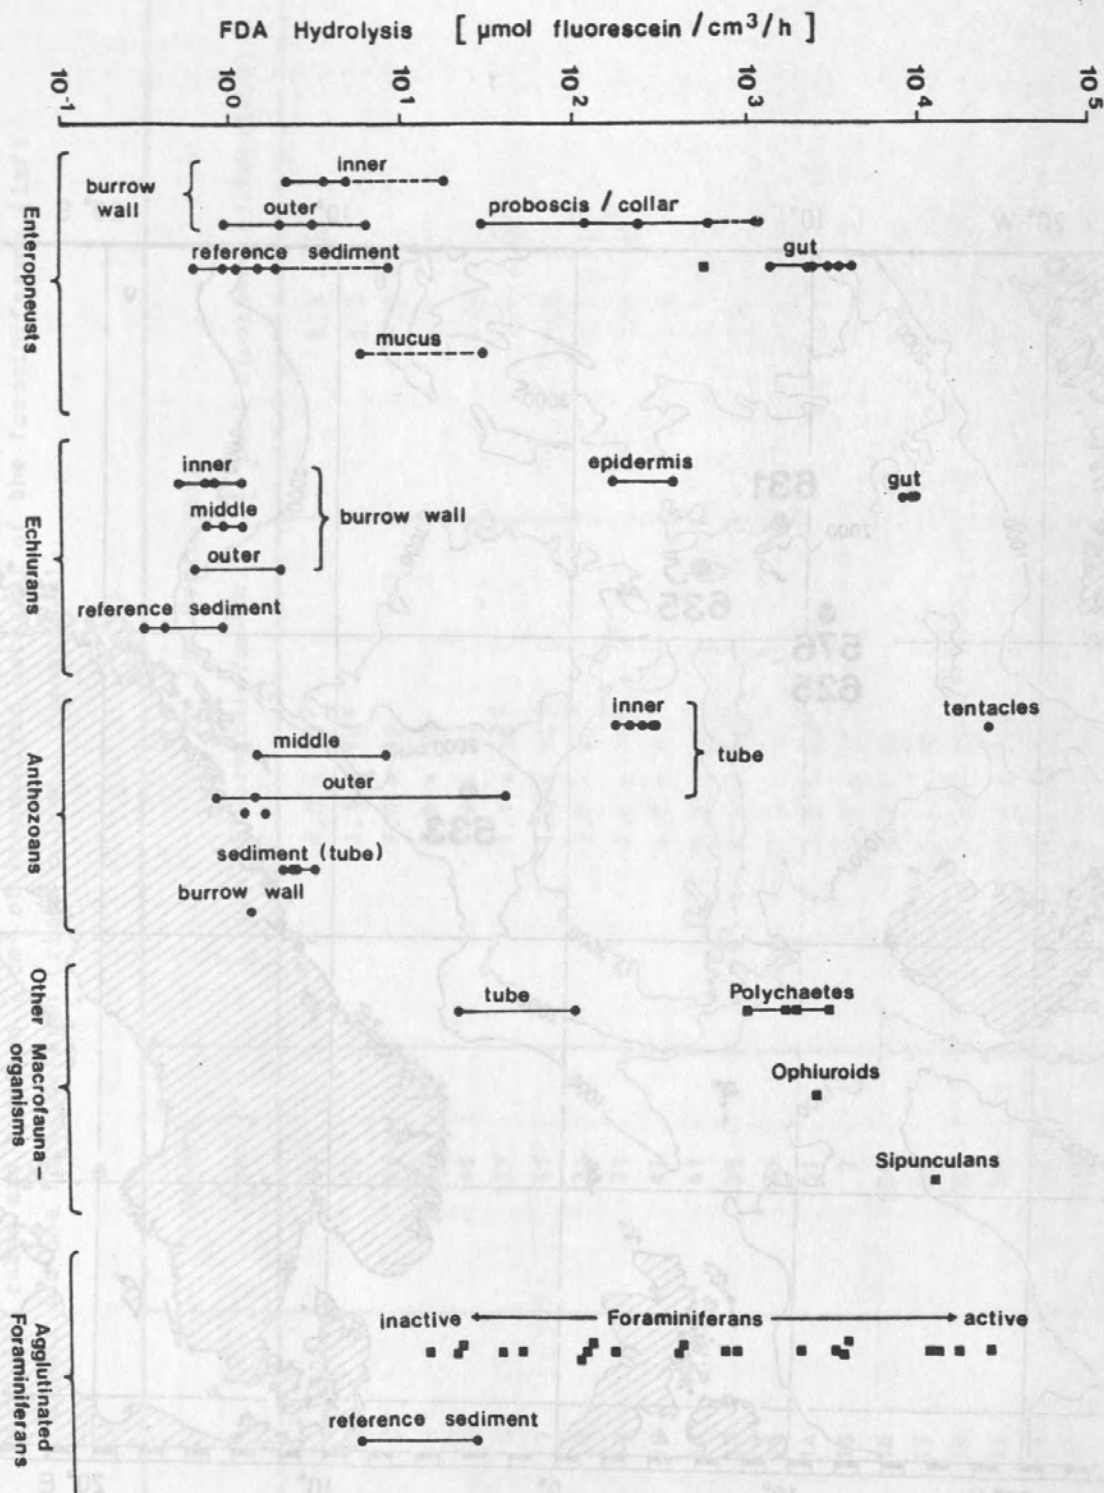 FDA Hydrolysis [ µmol fluorescein / cm³ / h ]
10⁻¹ 10⁰ 10¹ 10² 10³ 10⁴ 10⁵
Enteropneusts
burrow wall
inner
outer
proboscis / collar
reference sediment
gut
mucus
Echiurans
inner
middle
outer
burrow wall
epidermis
gut
reference sediment
Anthozoans
inner
tentacles
middle
tube
outer
sediment (tube)
burrow wall
Other Macrofauna–
organisms
tube
Polychaetes
Ophiuroids
Sipunculans
Agglutinated
Foraminiferans
inactive Foraminiferans active
reference sediment